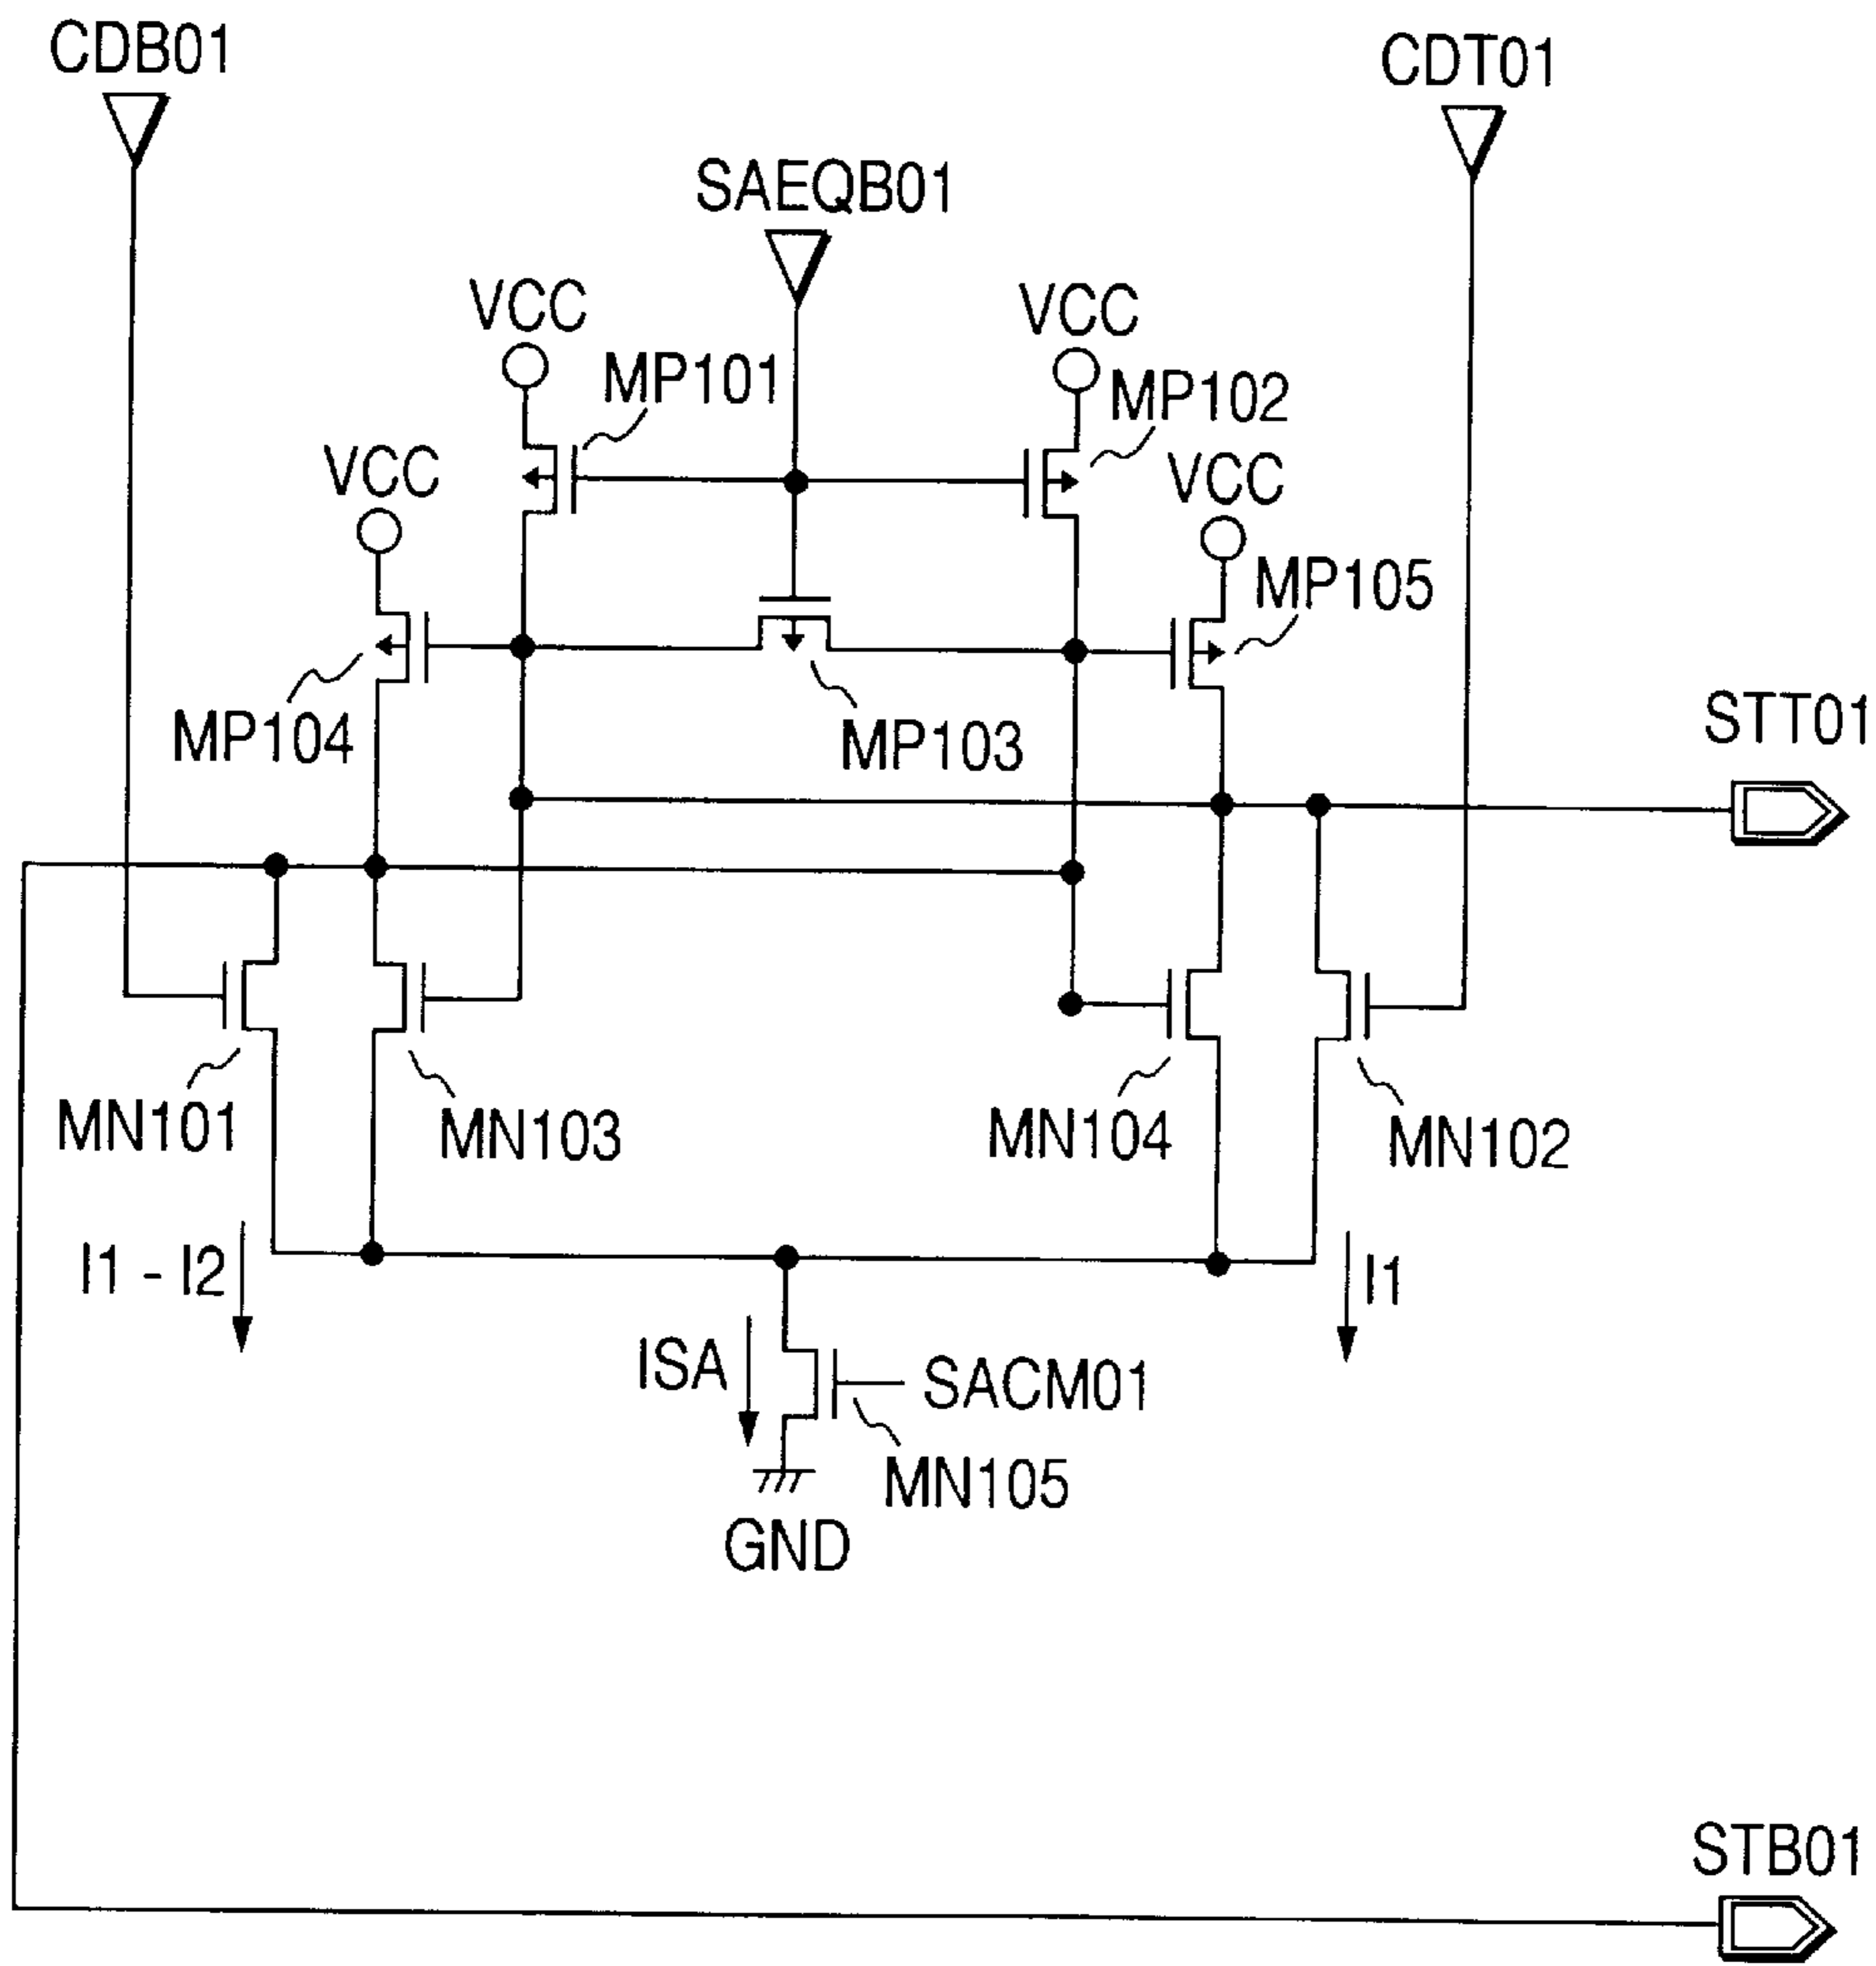 CDB01
CDT01
SAEQB01
VCC
VCC
MP101
MP102
VCC
VCC
MP105
MP104
MP103
STT01
MN101
MN103
MN104
MN102
I1 - I2
I1
ISA
SACM01
MN105
GND
STB01